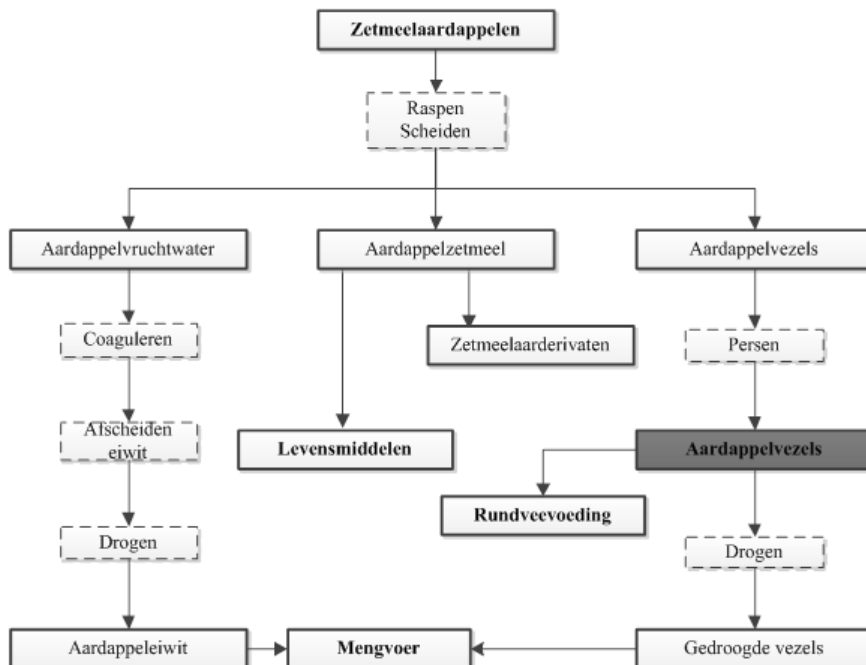 Zetmeelaardappelen
Raspen
Scheiden
Aardappelvruchtwater
Aardappelzetmeel
Aardappelvezels
Coaguleren
Zetmeelaarderivaten
Persen
Afscheiden
eiwit
Levensmiddelen
Aardappelvezels
Rundveevoeding
Drogen
Drogen
Aardappeleiwit
Mengvoer
Gedroogde vezels